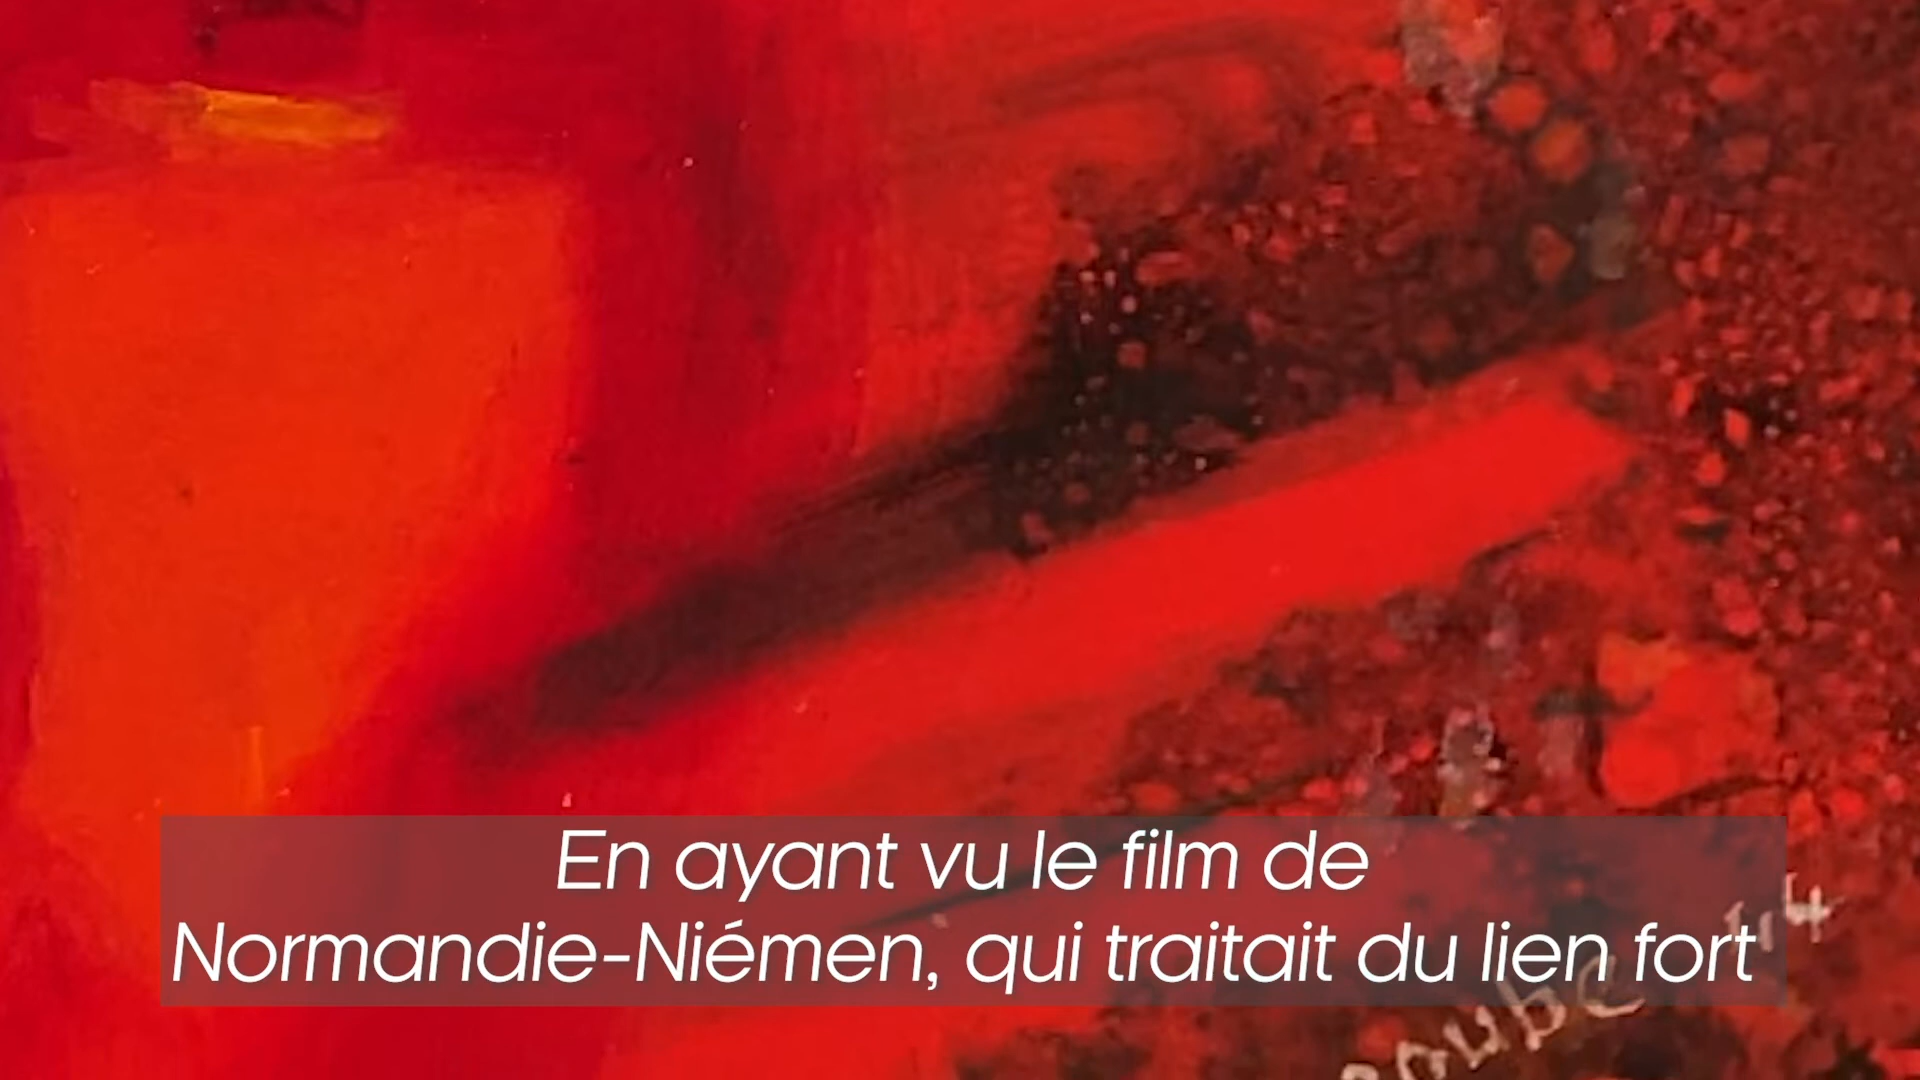 En ayant vu le film de
Normandie-Niémen, qui traitait du lien fort